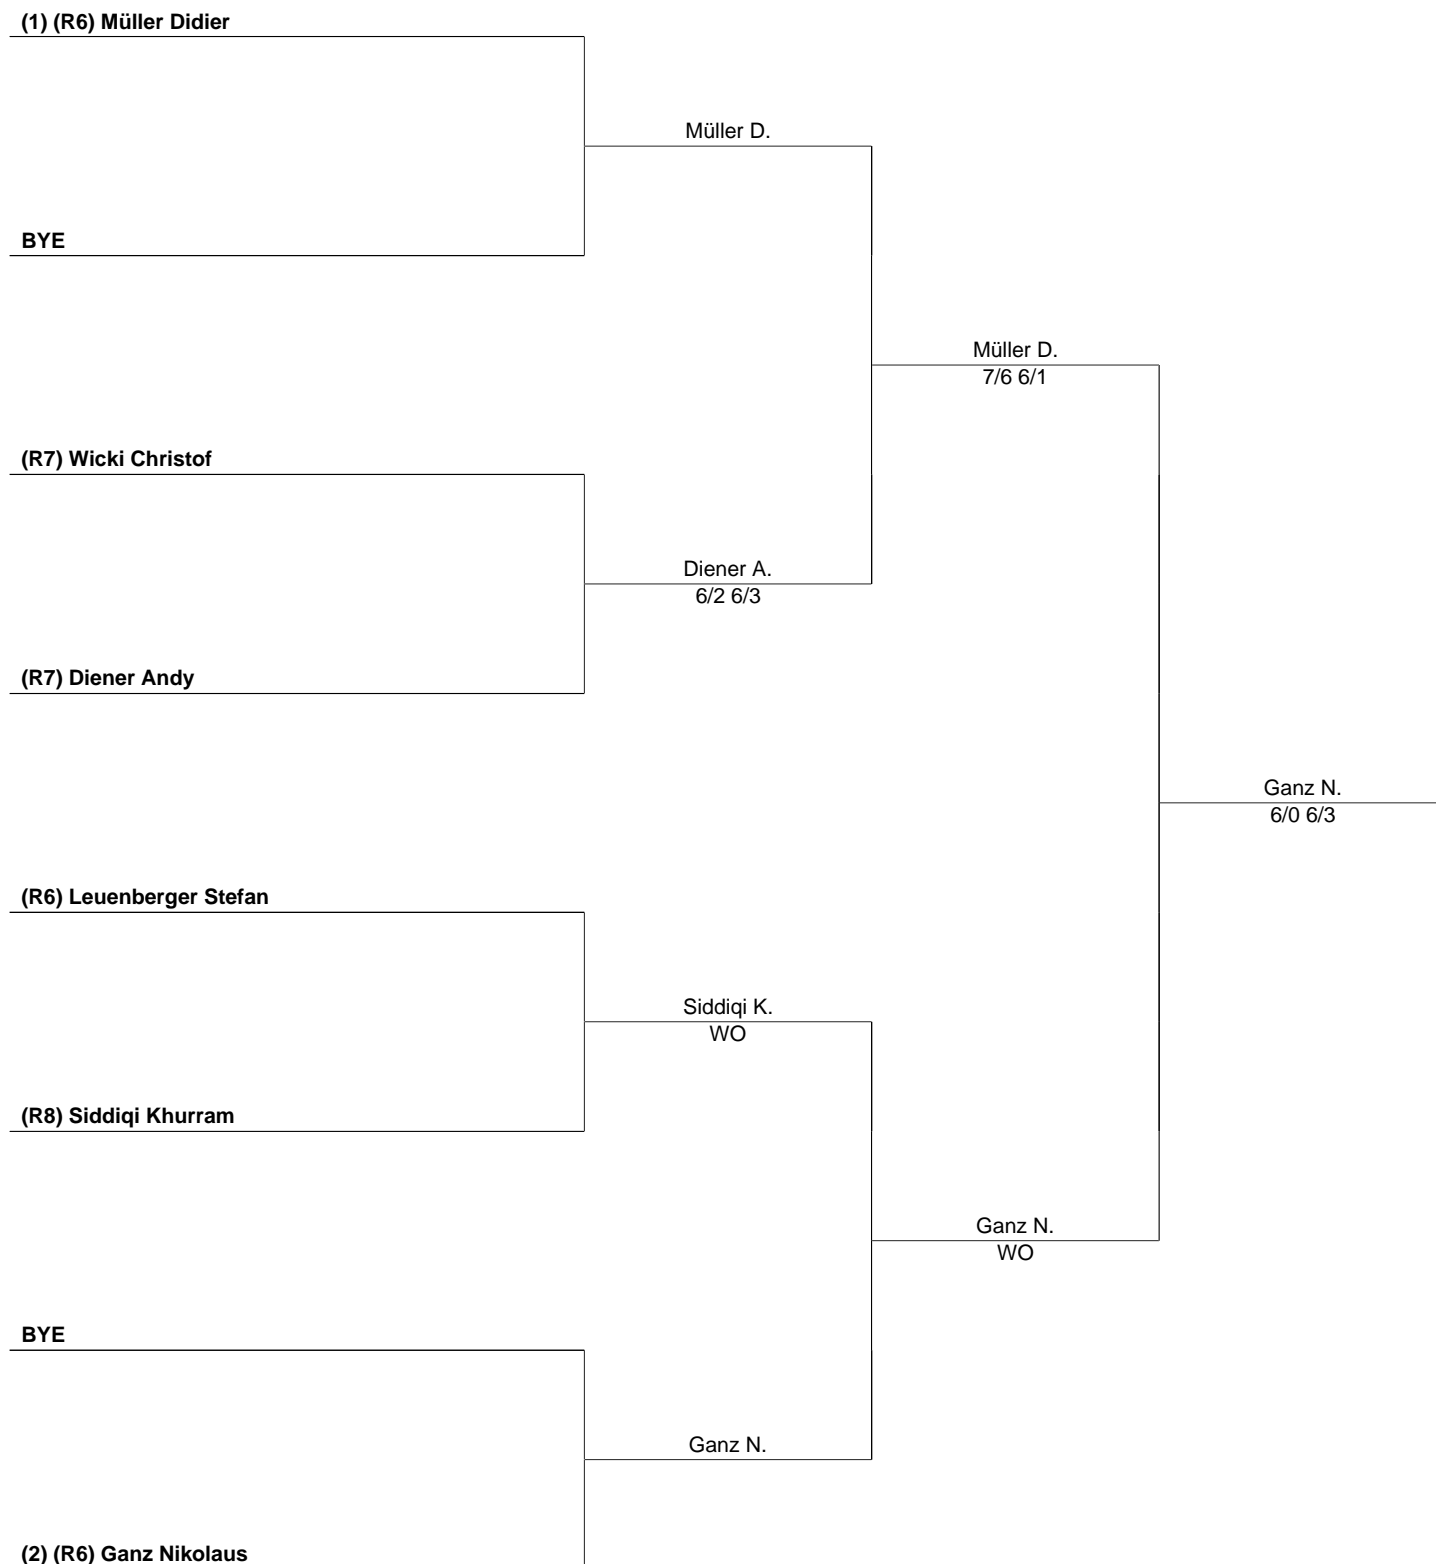 (1) (R6) Müller Didier
Müller D.
BYE
Müller D.
7/6 6/1
(R7) Wicki Christof
Diener A.
6/2 6/3
(R7) Diener Andy
Ganz N.
6/0 6/3
(R6) Leuenberger Stefan
Siddiqi K.
WO
(R8) Siddiqi Khurram
Ganz N.
WO
BYE
Ganz N.
(2) (R6) Ganz Nikolaus